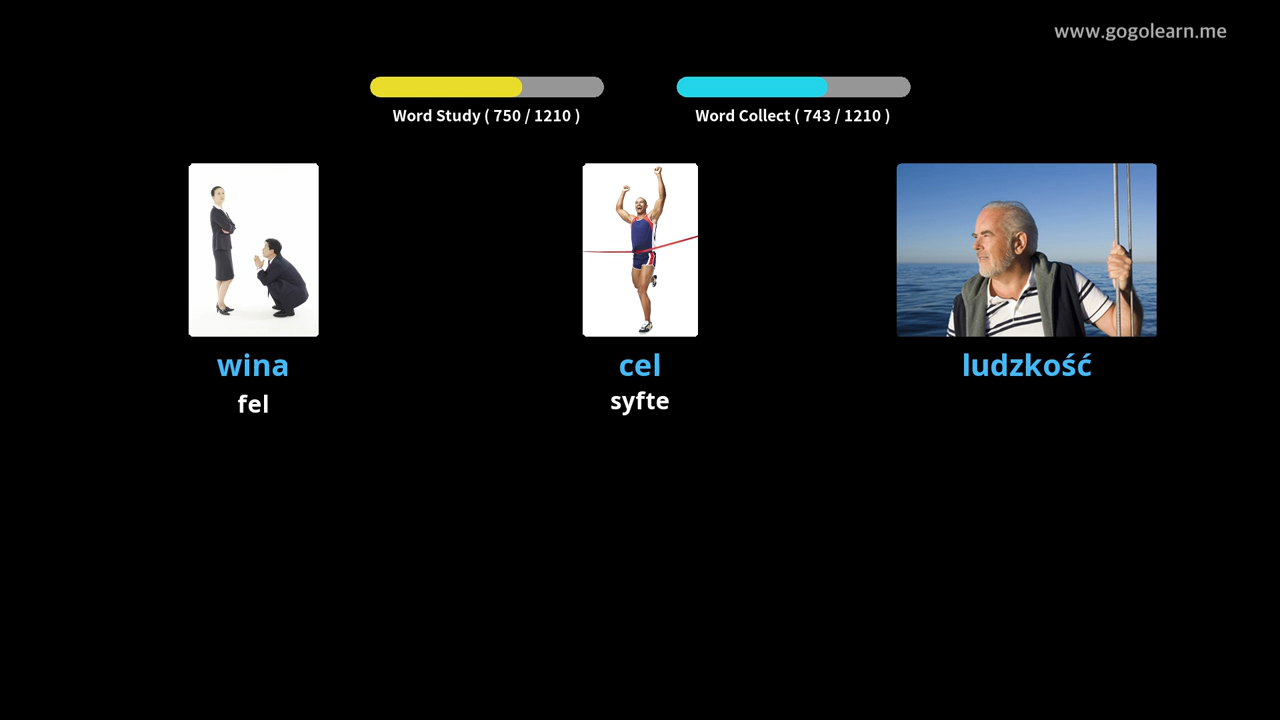 www.gogolearn.me
Word Study ( 750 / 1210 )
Word Collect ( 743 / 1210 )
wina
cel
ludzkość
fel
syfte